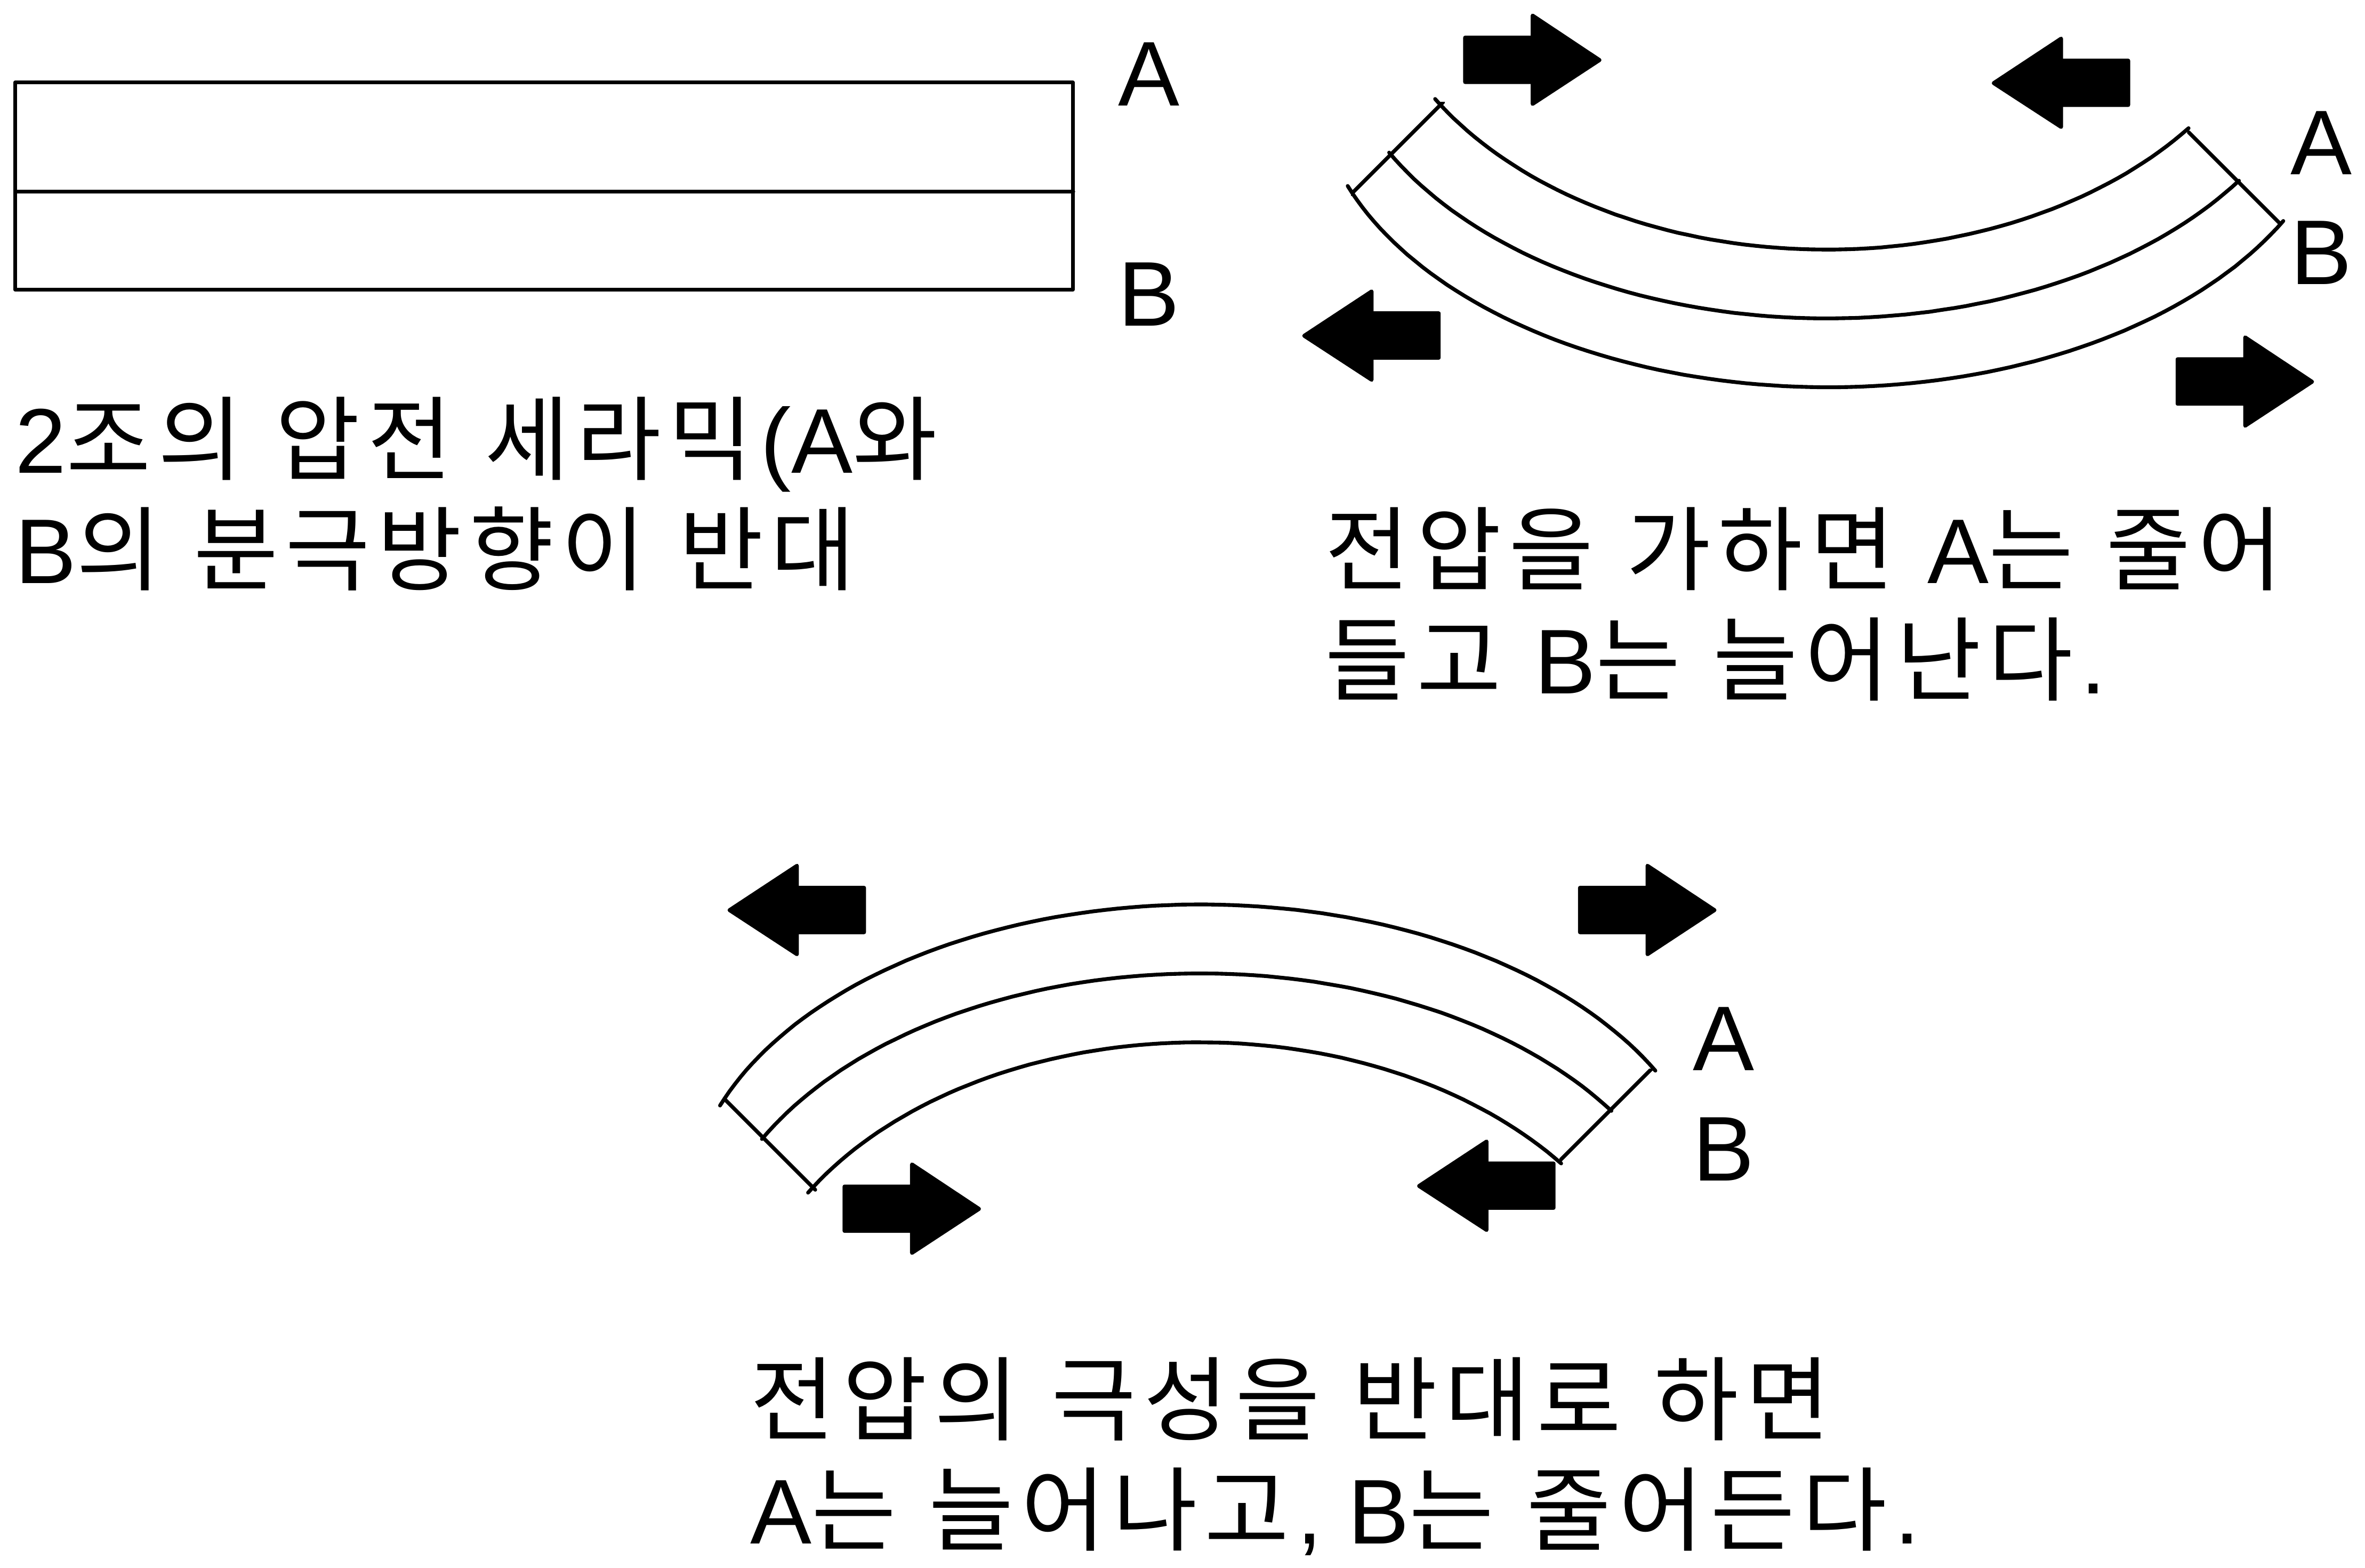 A
B
2조의 압전 세라믹(A와
B의 분극방향이 반대
A
B
전압을 가하면 A는 줄어
들고 B는 늘어난다.
A
B
전압의 극성을 반대로 하면
A는 늘어나고, B는 줄어든다.